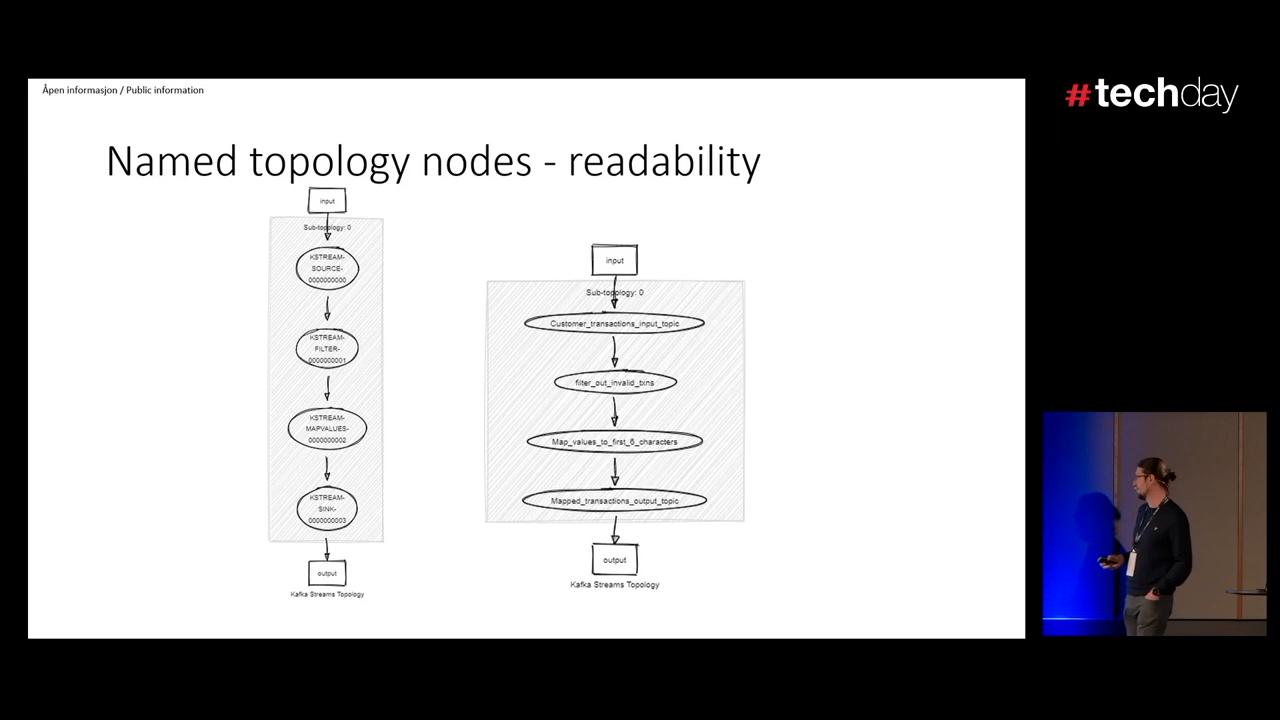 Åpen informasjon / Public information
#techday
Named topology nodes - readability
input
Sub-topology: 0
KSTREAM-
SOURCE-
0000000000
KSTREAM-
FILTER-
0000000001
KSTREAM-
MAPVALUES-
0000000002
KSTREAM-
SINK-
0000000003
output
Kafka Streams Topology
input
Sub-topology: 0
Customer_transactions_input_topic
filter_out_invalid_txns
Map_values_to_first_6_characters
Mapped_transactions_output_topic
output
Kafka Streams Topology